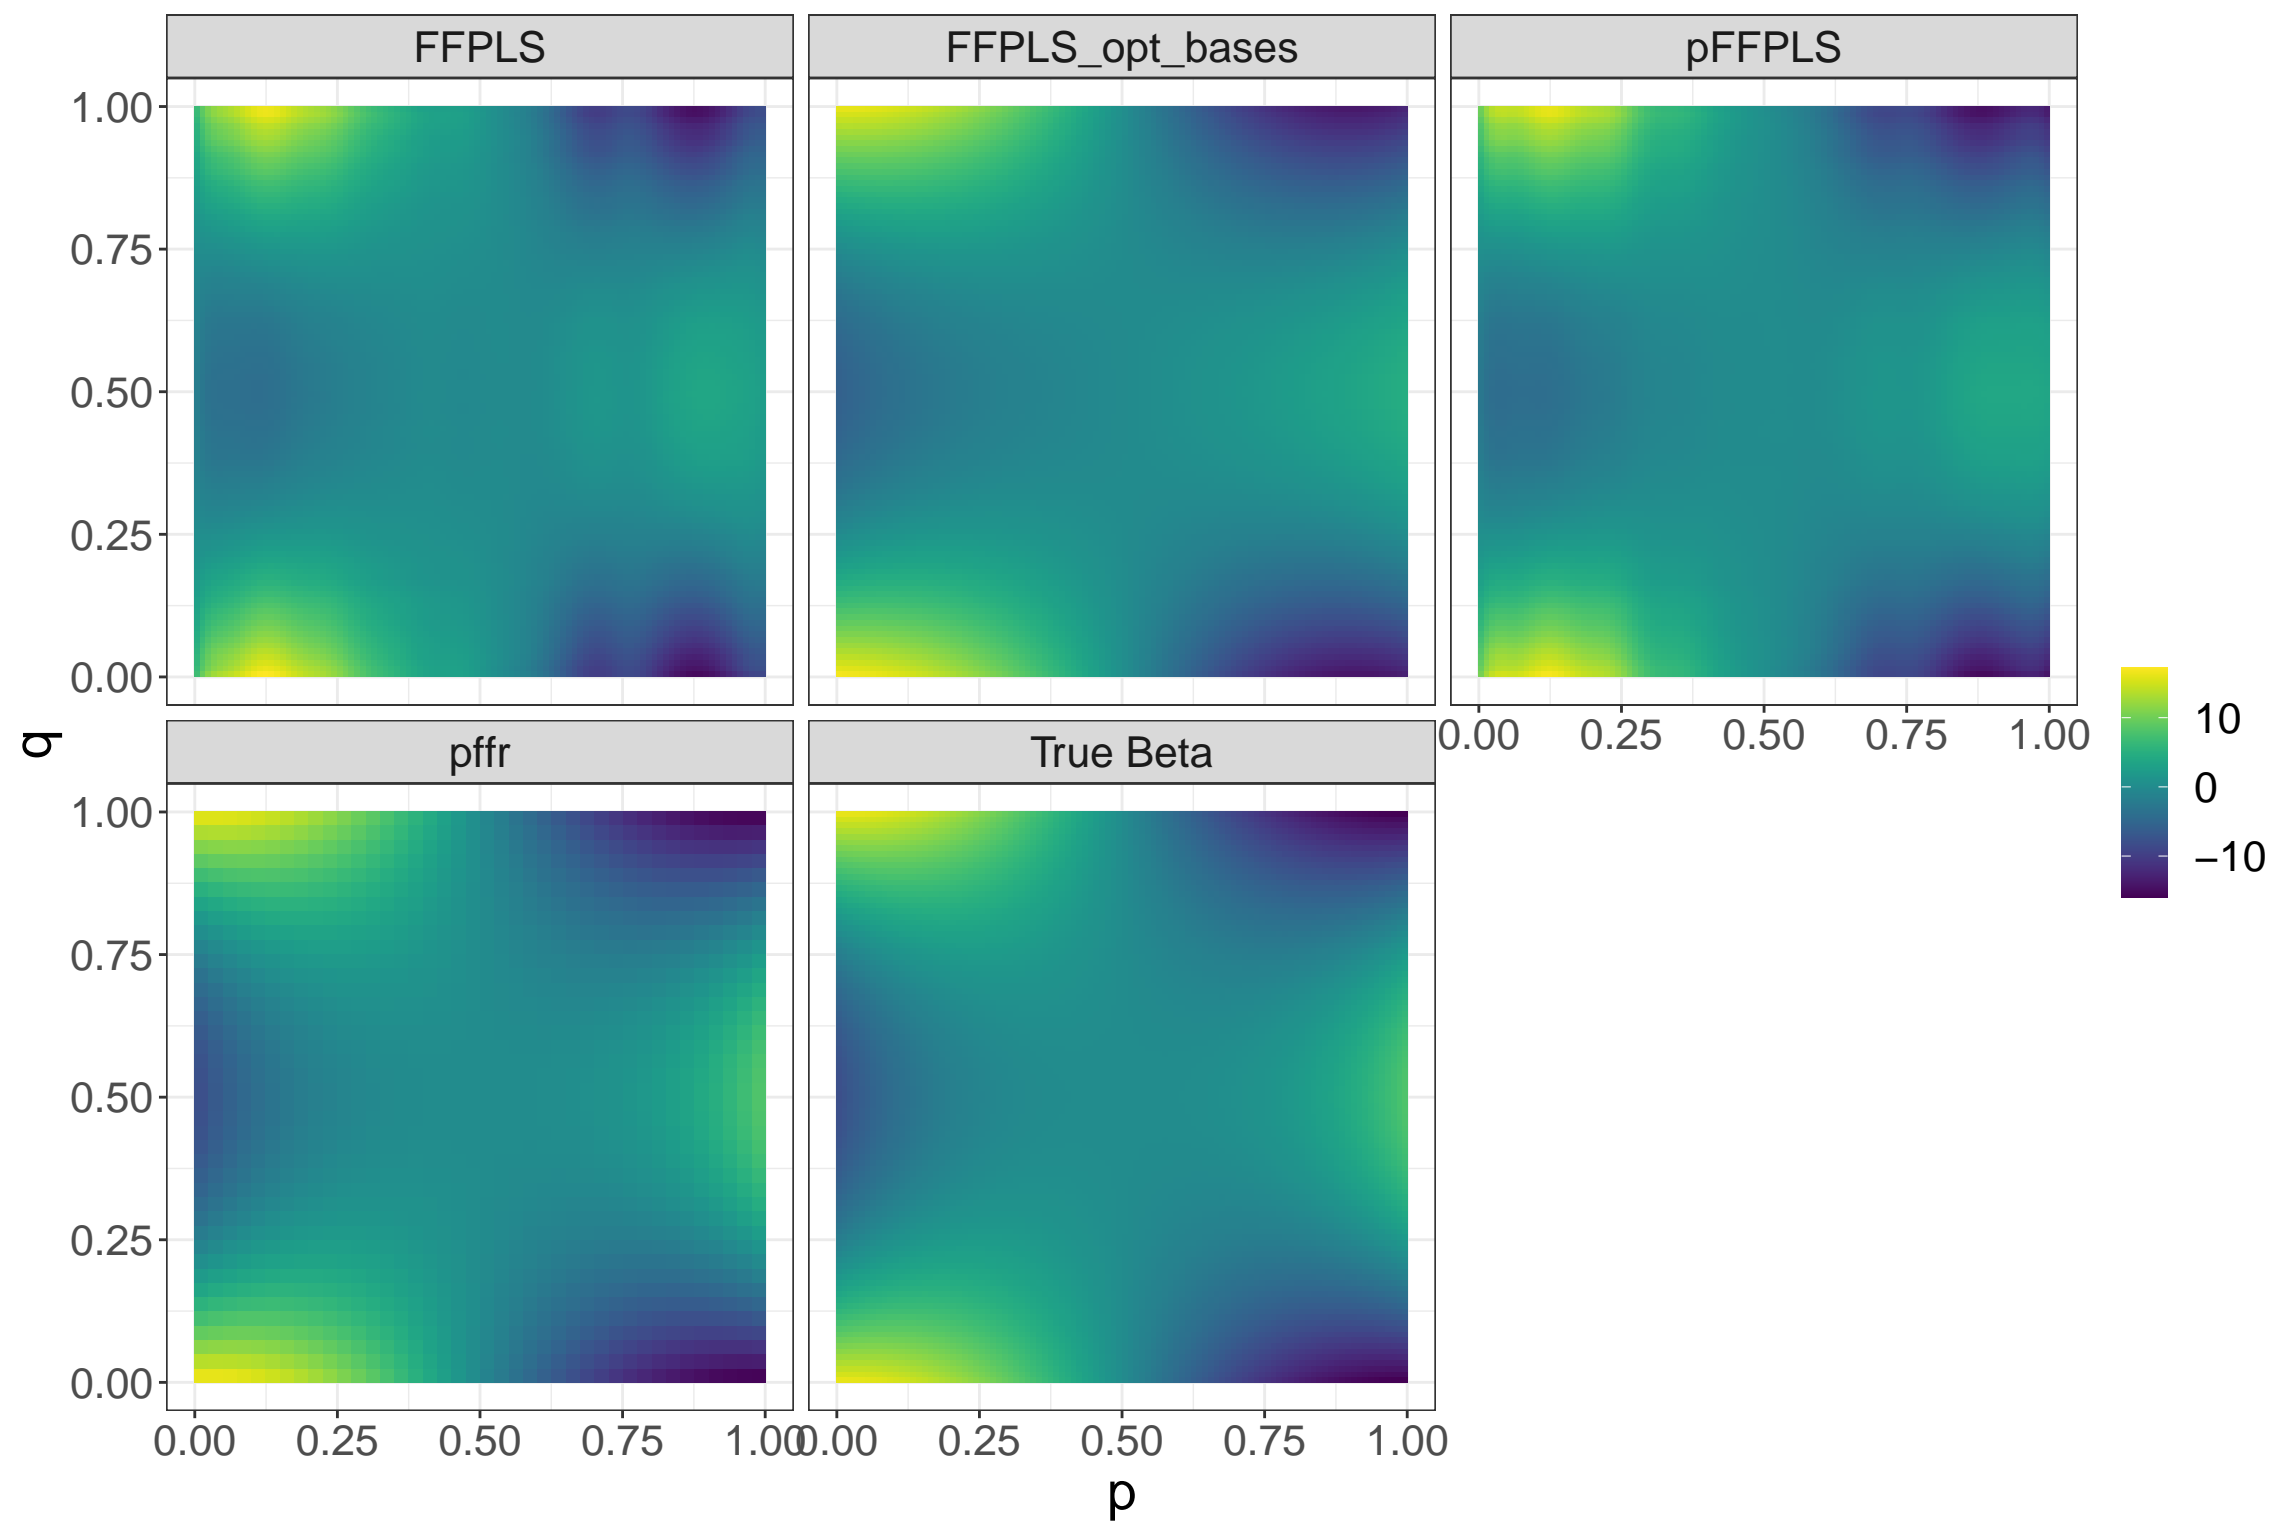 FFPLS FFPLS_opt_bases pFFPLS
1.00
0.75
0.50
0.25
0.00
0.00 0.25 0.50 0.75 1.00
q
10
0
−10
pffr True Beta
1.00
0.75
0.50
0.25
0.00
0.00 0.25 0.50 0.75 1.00 0.00 0.25 0.50 0.75 1.00
p